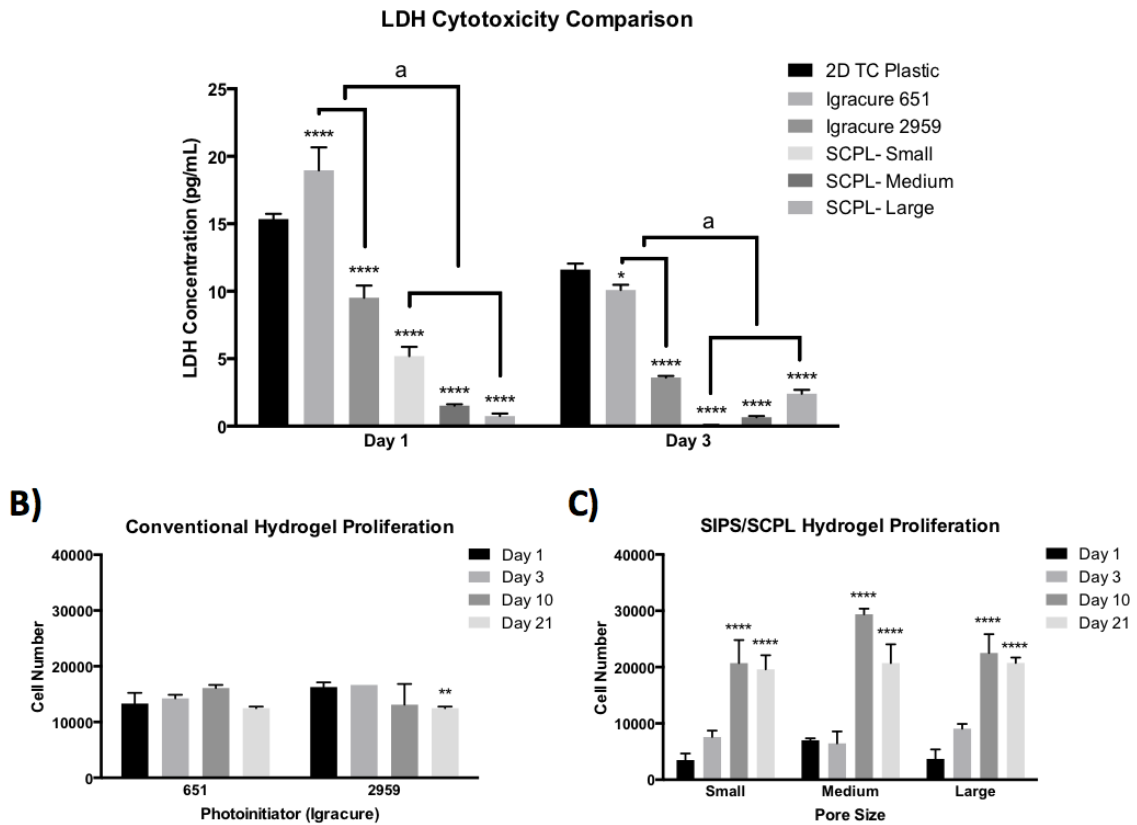 LDH Cytotoxicity Comparison
LDH Concentration (pg/mL)
25
20
15
10
5
0
a
a
****
****
****
****
****
*
****
****
****
****
Day 1
Day 3
2D TC Plastic
Igracure 651
Igracure 2959
SCPL- Small
SCPL- Medium
SCPL- Large
B)
Conventional Hydrogel Proliferation
Cell Number
40000
30000
20000
10000
0
**
651
2959
Photoinitiator (Igracure)
Day 1
Day 3
Day 10
Day 21
C)
SIPS/SCPL Hydrogel Proliferation
Cell Number
40000
30000
20000
10000
0
****
****
****
****
****
****
Small
Medium
Large
Pore Size
Day 1
Day 3
Day 10
Day 21